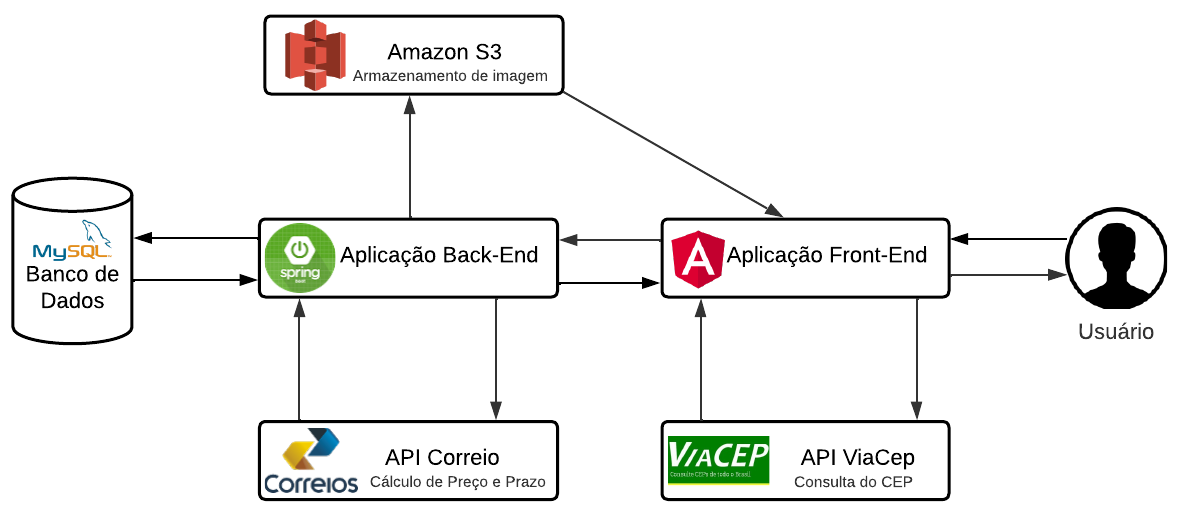 Amazon S3
Armazenamento de imagem
MySQL
Banco de
Dados
spring
boot
Aplicação Back-End
A
Aplicação Front-End
Usuário
Correios
API Correio
Cálculo de Preço e Prazo
VIACEP
Consulte CEPs de todo o Brasil
API ViaCep
Consulta do CEP